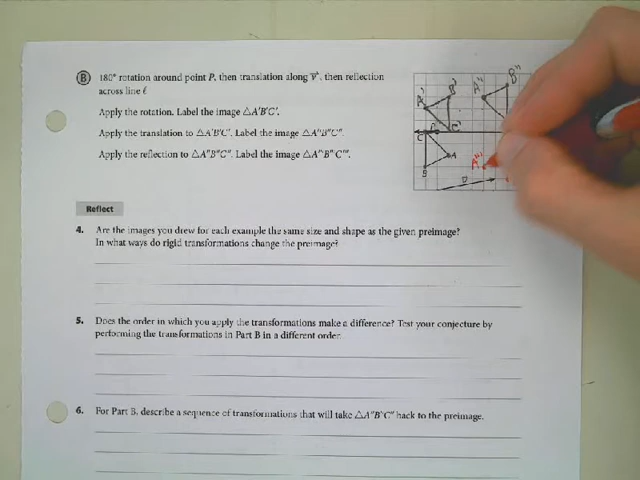 B 180° rotation around point P, then translation along v, then reflection
across line ℓ
Apply the rotation. Label the image △A'B'C'.
Apply the translation to △A'B'C'. Label the image △A"B"C".
Apply the reflection to △A"B"C". Label the image △A'"B'"C'".
A'
B'
C'
A"
B"
C
P
A
B
A'"
Reflect
4. Are the images you drew for each example the same size and shape as the given preimage?
In what ways do rigid transformations change the preimage?
5. Does the order in which you apply the transformations make a difference? Test your conjecture by
performing the transformations in Part B in a different order.
6. For Part B, describe a sequence of transformations that will take △A"B"C" back to the preimage.